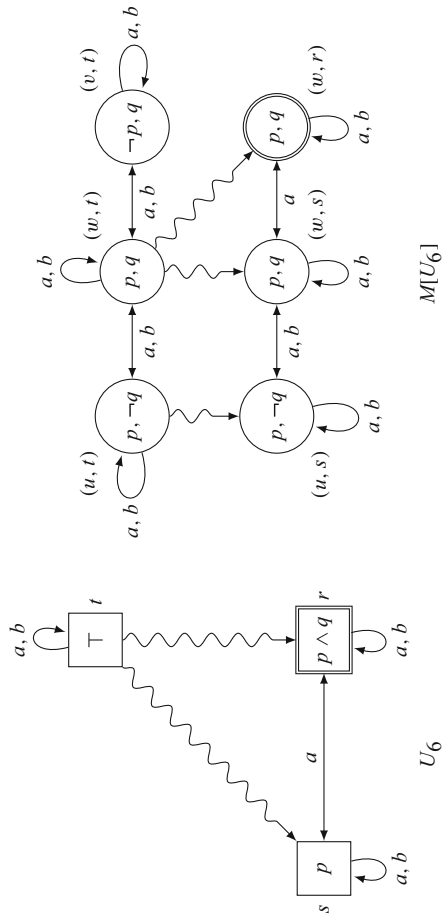 a, b
t
⊤
a
s
p
p ∧ q
r
a, b
a, b
U6
a, b
(u, t)
(w, t)
(v, t)
a, b
p, ¬q
p, q
¬p, q
a, b
a, b
a, b
p, ¬q
p, q
p, q
a, b
a
(u, s)
(w, s)
(w, r)
a, b
a, b
a, b
M[U6]